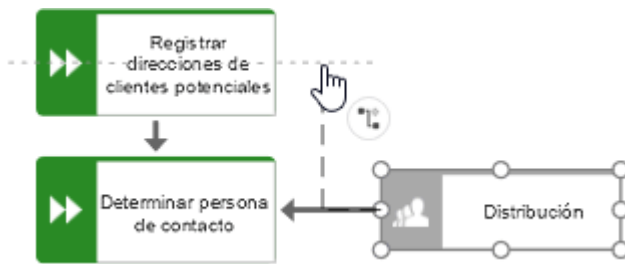 Registrar
direcciones de
clientes potenciales
Determinar persona
de contacto
Distribución